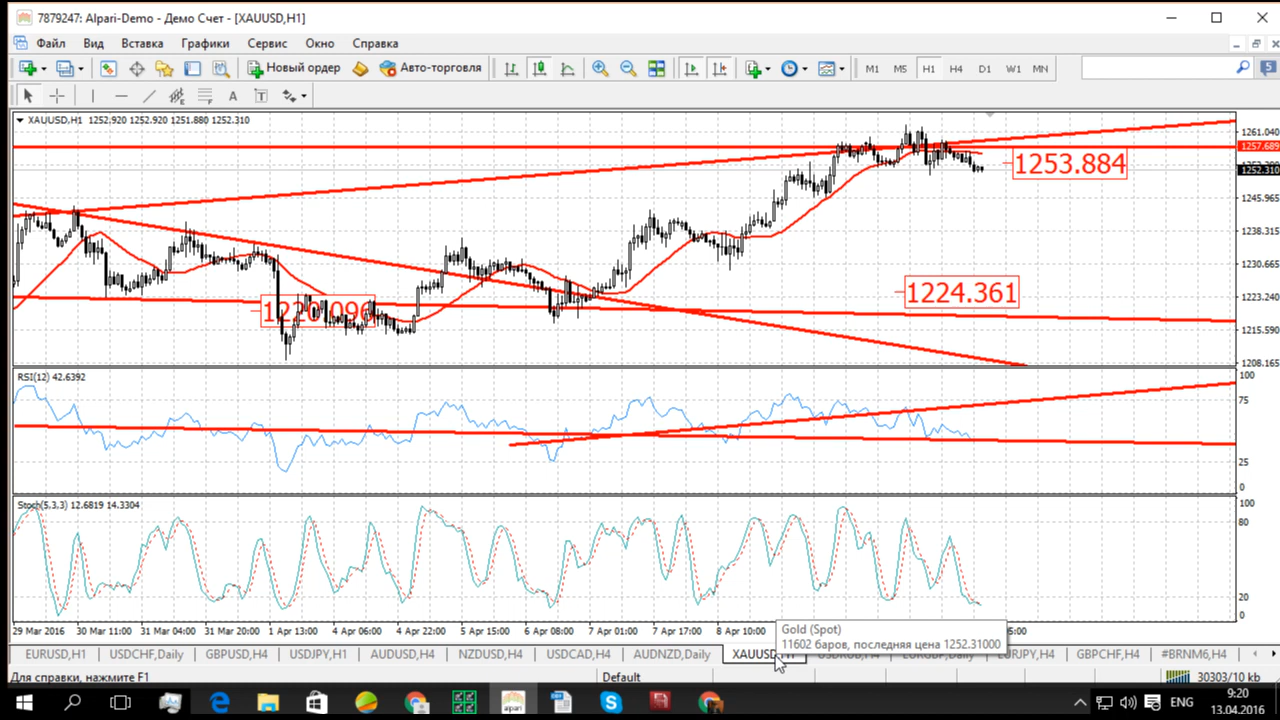 7879247: Alpari-Demo - Демо Счет - [XAUUSD,H1]
Файл Вид Вставка Графики Сервис Окно Справка
Новый ордер Авто-торговля M1 M5 H1 H4 D1 W1 MN 5
A T
XAUUSD,H1 1252.920 1252.920 1251.880 1252.310
1261.040
1257.689
1253.884
1252.310
1245.965
1238.315
1230.665
1224.361
1223.240
1220.096
1215.590
1208.165
RSI(12) 42.6392
100
75
25
0
Stoch(5,3,3) 12.6819 14.3304
100
80
20
0
29 Mar 2016 30 Mar 11:00 31 Mar 04:00 31 Mar 20:00 1 Apr 13:00 4 Apr 06:00 4 Apr 22:00 5 Apr 15:00 6 Apr 08:00 7 Apr 01:00 7 Apr 17:00 8 Apr 10:00
Gold (Spot)
11602 баров, последняя цена 1252.31000
EURUSD,H1 USDCHF,Daily GBPUSD,H4 USDJPY,H1 AUDUSD,H4 NZDUSD,H4 USDCAD,H4 AUDNZD,Daily XAUUSD,H1 GBPCHF,H4 #BRNM6,H4
Для справки, нажмите F1 Default 30303/10 kb
alpari ENG 9:20
13.04.2016